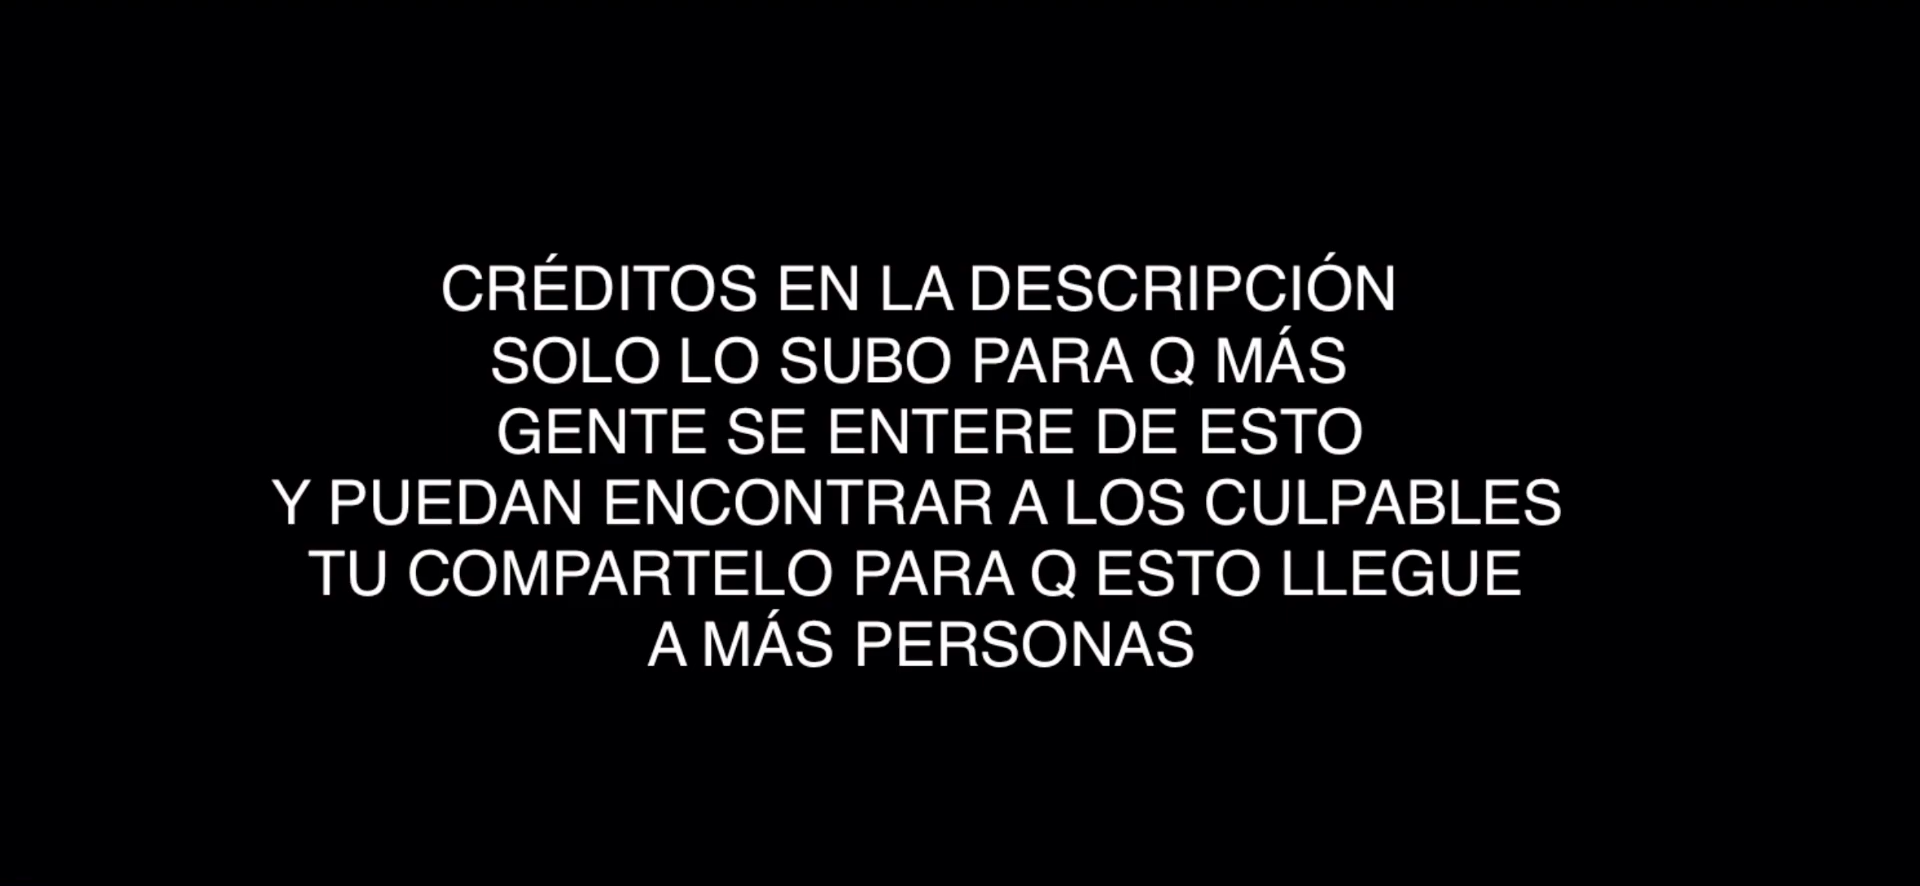 CRÉDITOS EN LA DESCRIPCIÓN
SOLO LO SUBO PARA Q MÁS
GENTE SE ENTERE DE ESTO
Y PUEDAN ENCONTRAR A LOS CULPABLES
TU COMPARTELO PARA Q ESTO LLEGUE
A MÁS PERSONAS